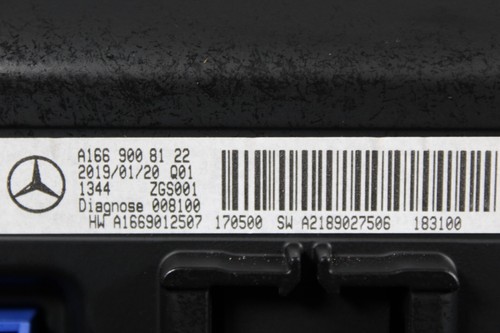 A166 900 81 22
2019/01/20 Q01
1344 ZGS001
Diagnose 008100
HW A1669012507 170500 SW A2189027506 183100